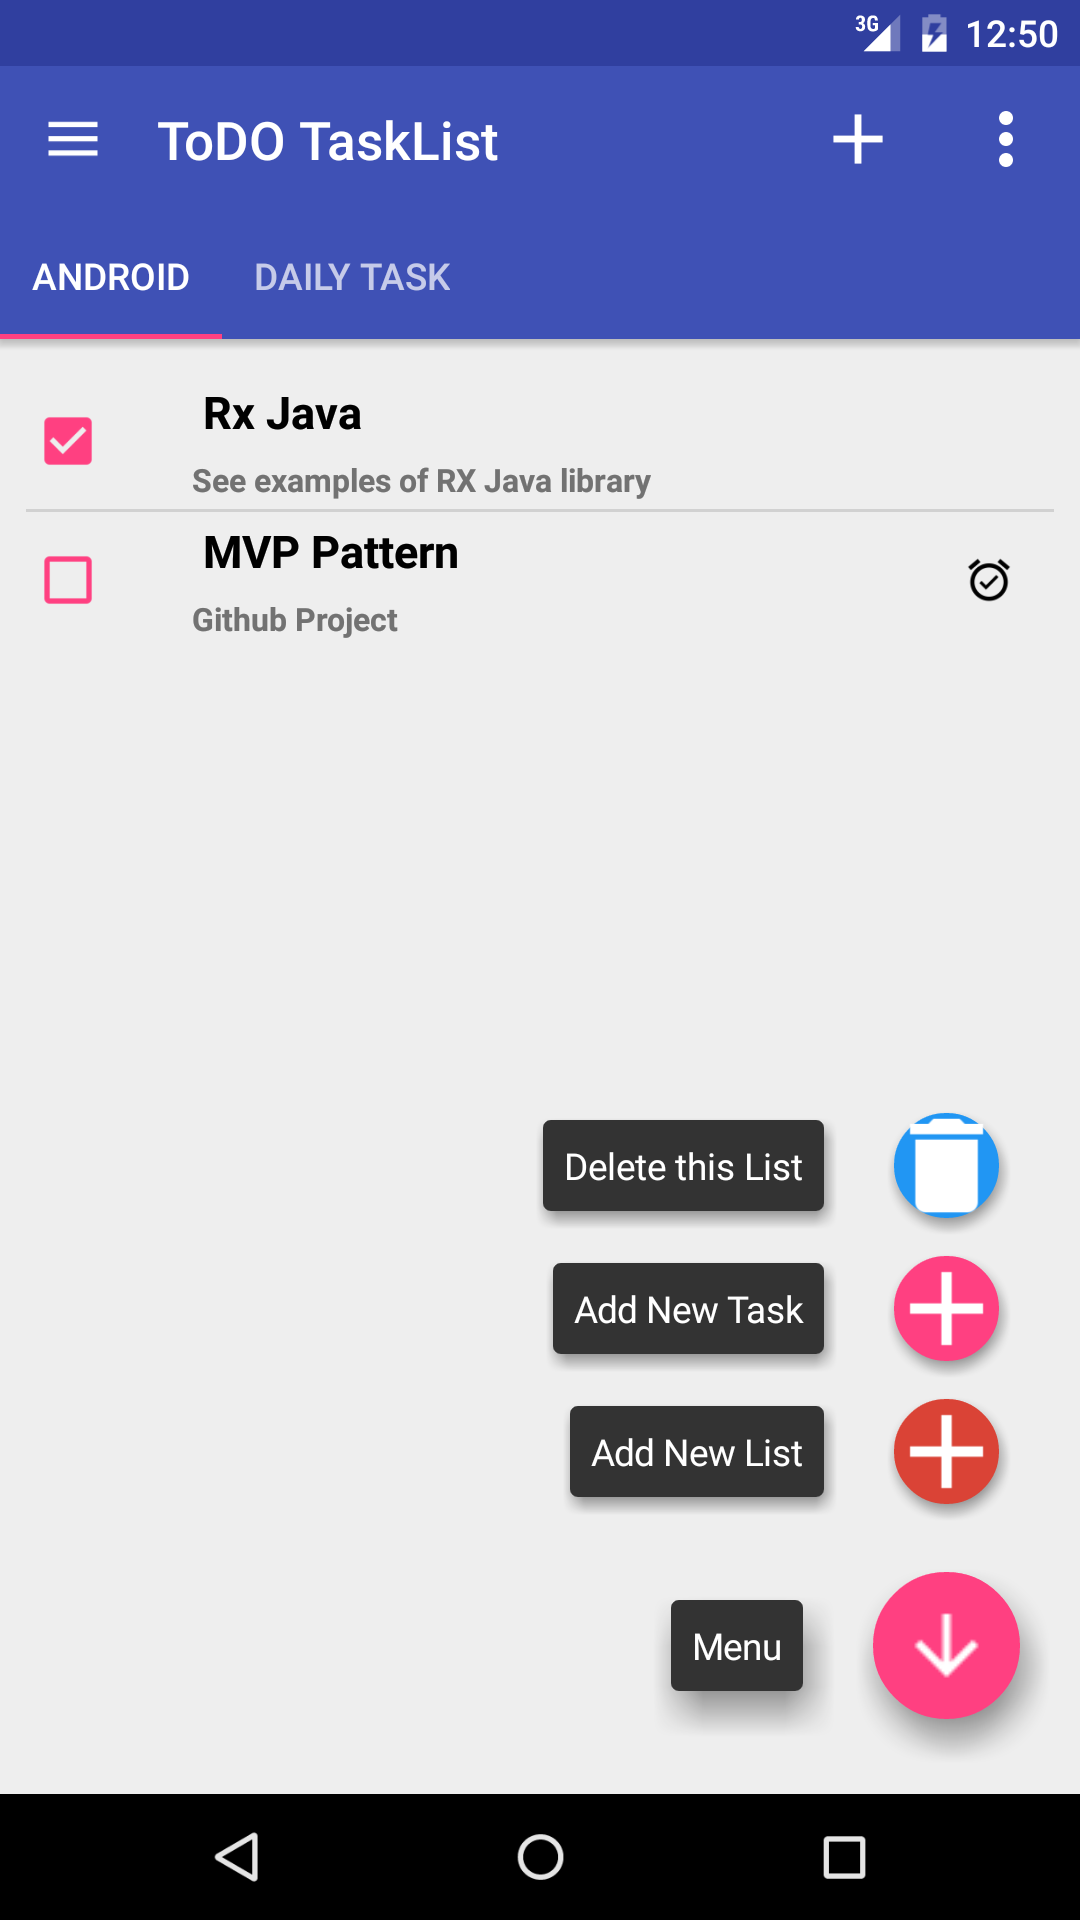 3G 12:50
ToDO TaskList
ANDROID DAILY TASK
Rx Java
See examples of RX Java library
MVP Pattern
Github Project
Delete this List
Add New Task
Add New List
Menu